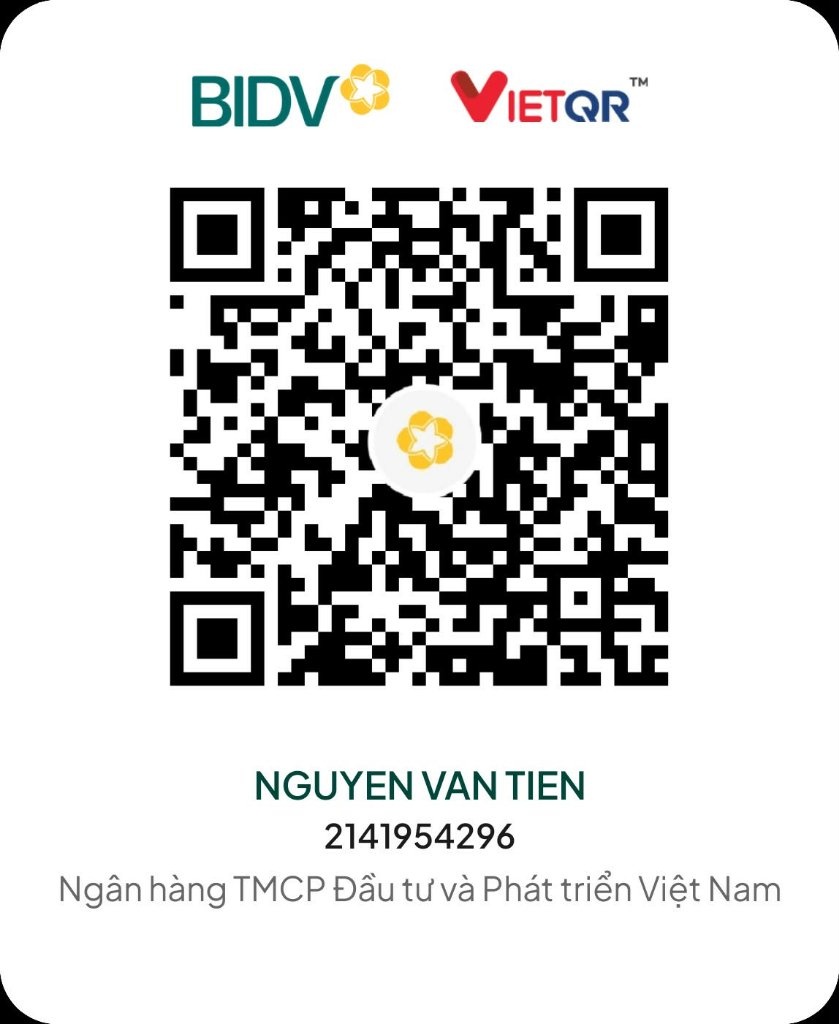 BIDV VIETQR™
NGUYEN VAN TIEN
2141954296
Ngân hàng TMCP Đầu tư và Phát triển Việt Nam